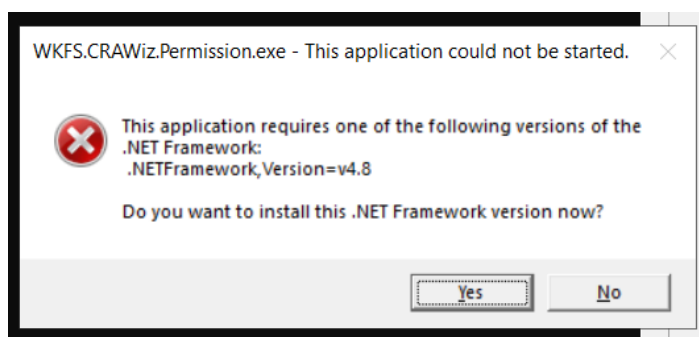 WKFS.CRAWiz.Permission.exe - This application could not be started.
This application requires one of the following versions of the
.NET Framework:
.NETFramework,Version=v4.8
Do you want to install this .NET Framework version now?
Yes
No